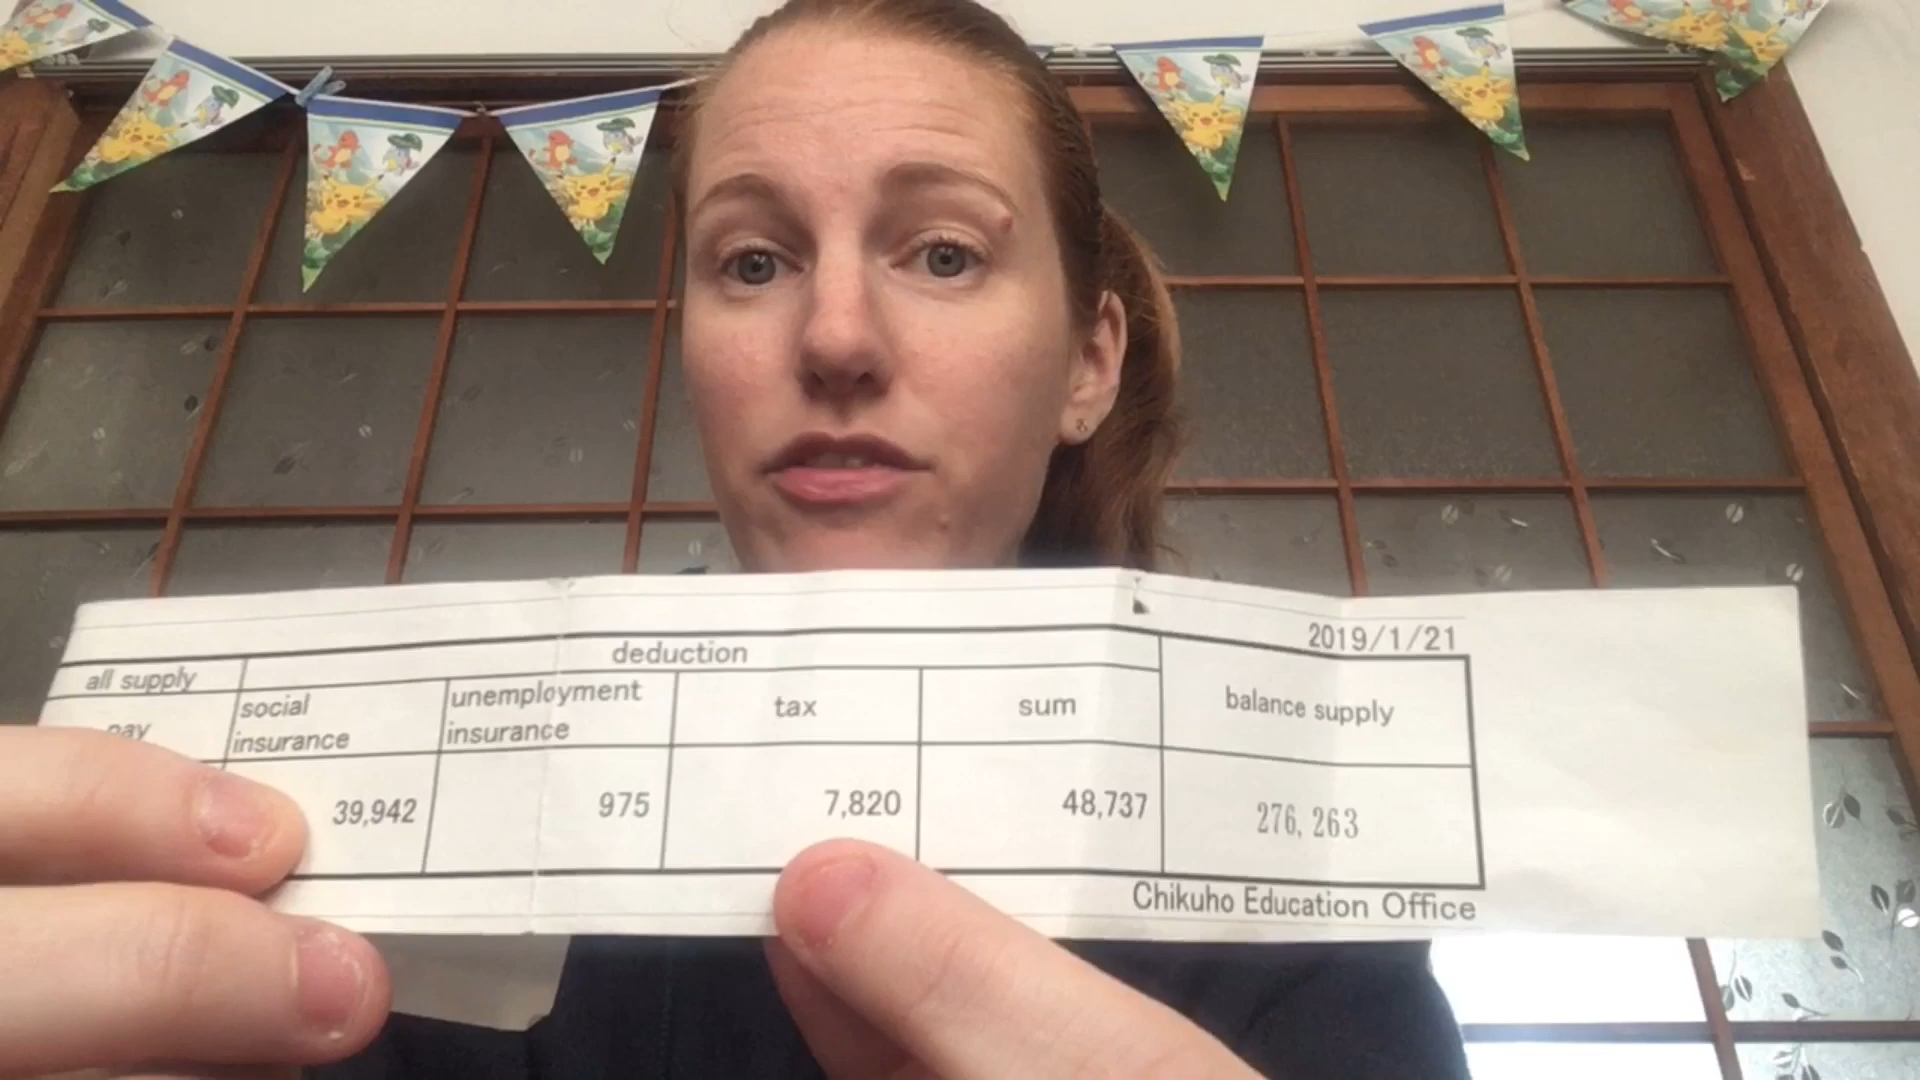 2019/1/21
deduction
all supply
pay
social
insurance
unemployment
insurance
tax
sum
balance supply
39,942
975
7,820
48,737
276,263
Chikuho Education Office